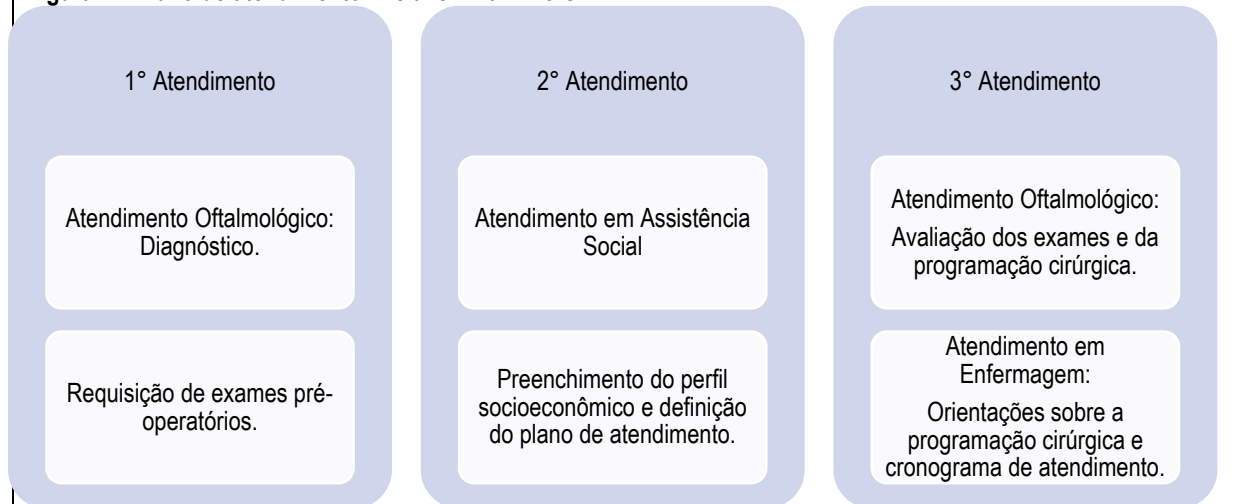 1° Atendimento
Atendimento Oftalmológico:
Diagnóstico.
Requisição de exames pré-
operatórios.
2° Atendimento
Atendimento em Assistência
Social
Preenchimento do perfil
socioeconômico e definição
do plano de atendimento.
3° Atendimento
Atendimento Oftalmológico:
Avaliação dos exames e da
programação cirúrgica.
Atendimento em
Enfermagem:
Orientações sobre a
programação cirúrgica e
cronograma de atendimento.